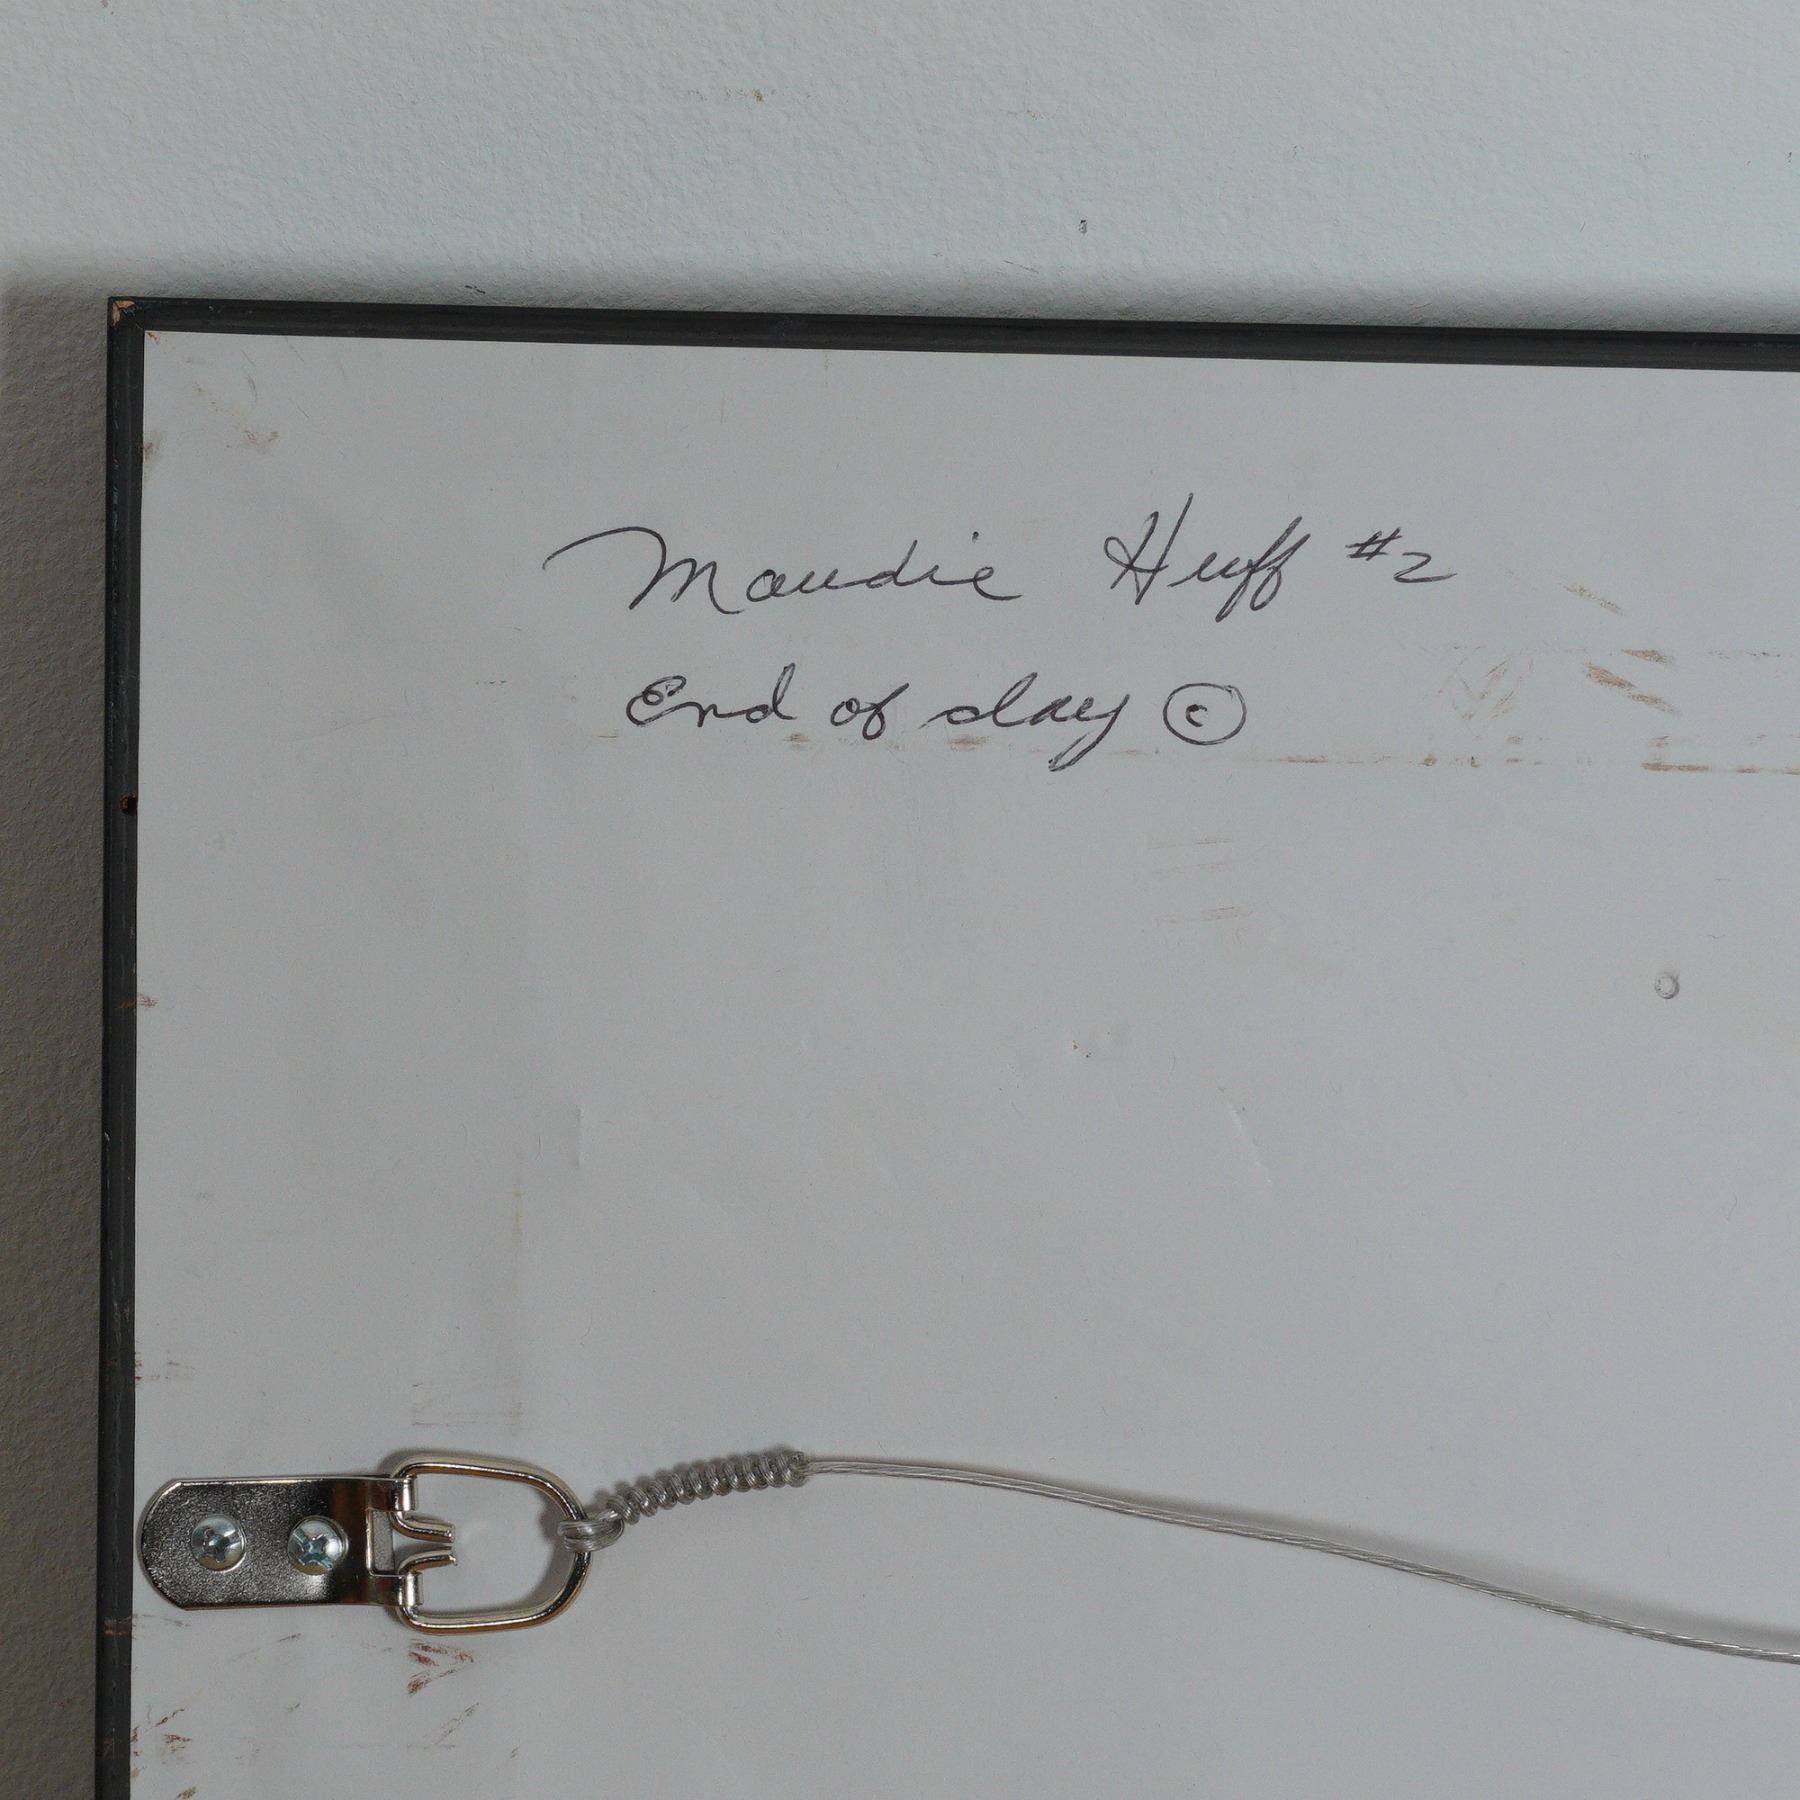 Maudie Huff #2
End of day ©